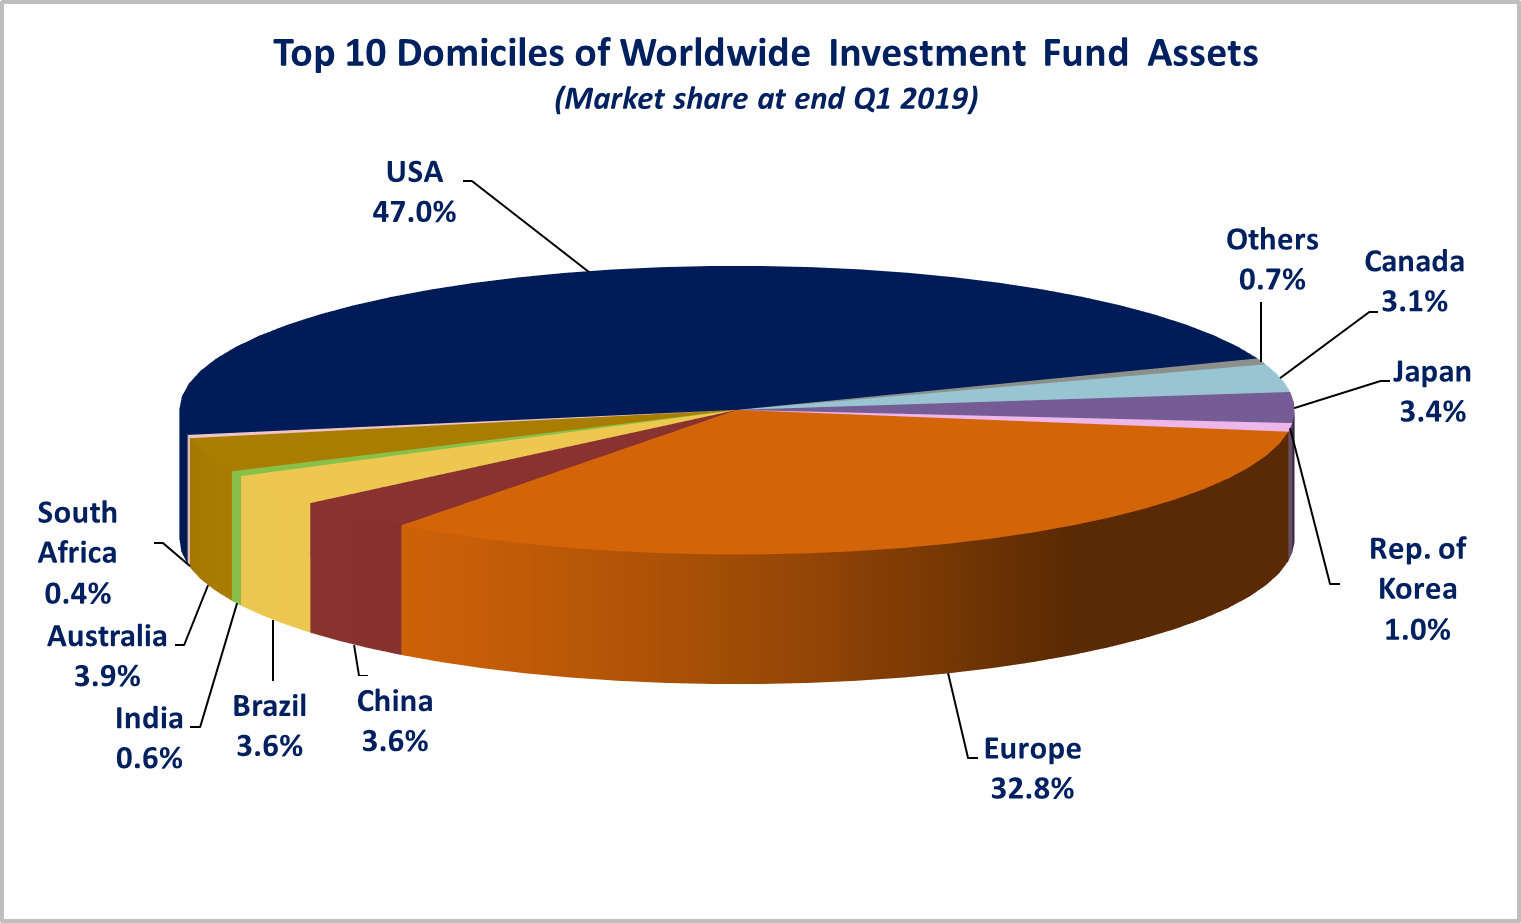 Top 10 Domiciles of Worldwide Investment Fund Assets
(Market share at end Q1 2019)
USA
47.0%
Others
0.7%
Canada
3.1%
Japan
3.4%
Rep. of
Korea
1.0%
Europe
32.8%
China
3.6%
Brazil
3.6%
India
0.6%
Australia
3.9%
South
Africa
0.4%